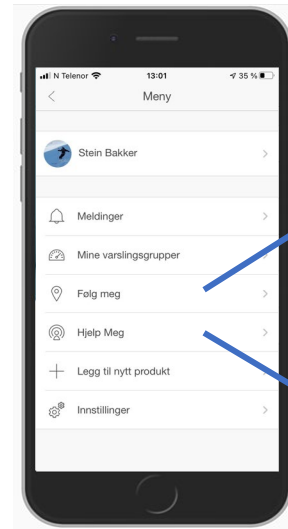 N Telenor 13:01 35 %
Meny
Stein Bakker
Meldinger
Mine varslingsgrupper
Følg meg
Hjelp Meg
Legg til nytt produkt
Innstillinger